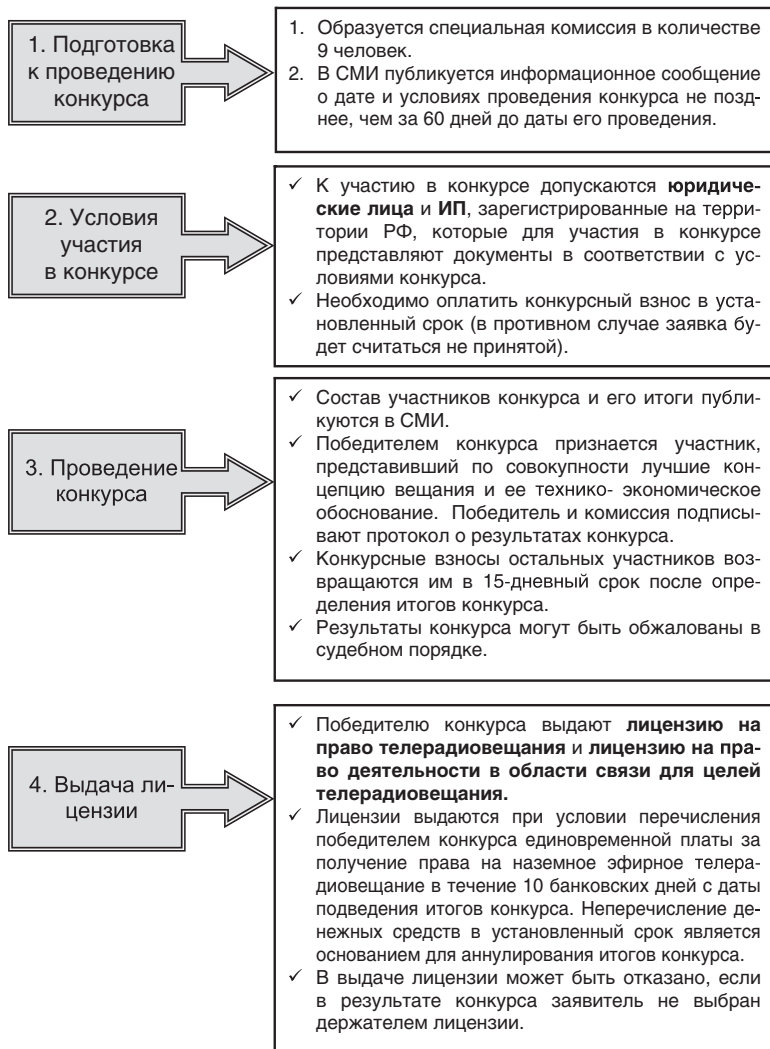 1. Подготовка
к проведению
конкурса
1. Образуется специальная комиссия в количестве
9 человек.
2. В СМИ публикуется информационное сообщение
о дате и условиях проведения конкурса не позд-
нее, чем за 60 дней до даты его проведения.
2. Условия
участия
в конкурсе
✓ К участию в конкурсе допускаются юридиче-
ские лица и ИП, зарегистрированные на терри-
тории РФ, которые для участия в конкурсе
представляют документы в соответствии с ус-
ловиями конкурса.
✓ Необходимо оплатить конкурсный взнос в уста-
новленный срок (в противном случае заявка бу-
дет считаться не принятой).
3. Проведение
конкурса
✓ Состав участников конкурса и его итоги публи-
куются в СМИ.
✓ Победителем конкурса признается участник,
представивший по совокупности лучшие кон-
цепцию вещания и ее технико- экономическое
обоснование. Победитель и комиссия подписы-
вают протокол о результатах конкурса.
✓ Конкурсные взносы остальных участников воз-
вращаются им в 15-дневный срок после опре-
деления итогов конкурса.
✓ Результаты конкурса могут быть обжалованы в
судебном порядке.
4. Выдача ли-
цензии
✓ Победителю конкурса выдают лицензию на
право телерадиовещания и лицензию на пра-
во деятельности в области связи для целей
телерадиовещания.
✓ Лицензии выдаются при условии перечисления
победителем конкурса единовременной платы за
получение права на наземное эфирное телера-
диовещание в течение 10 банковских дней с даты
подведения итогов конкурса. Неперечисление де-
нежных средств в установленный срок является
основанием для аннулирования итогов конкурса.
✓ В выдаче лицензии может быть отказано, если
в результате конкурса заявитель не выбран
держателем лицензии.